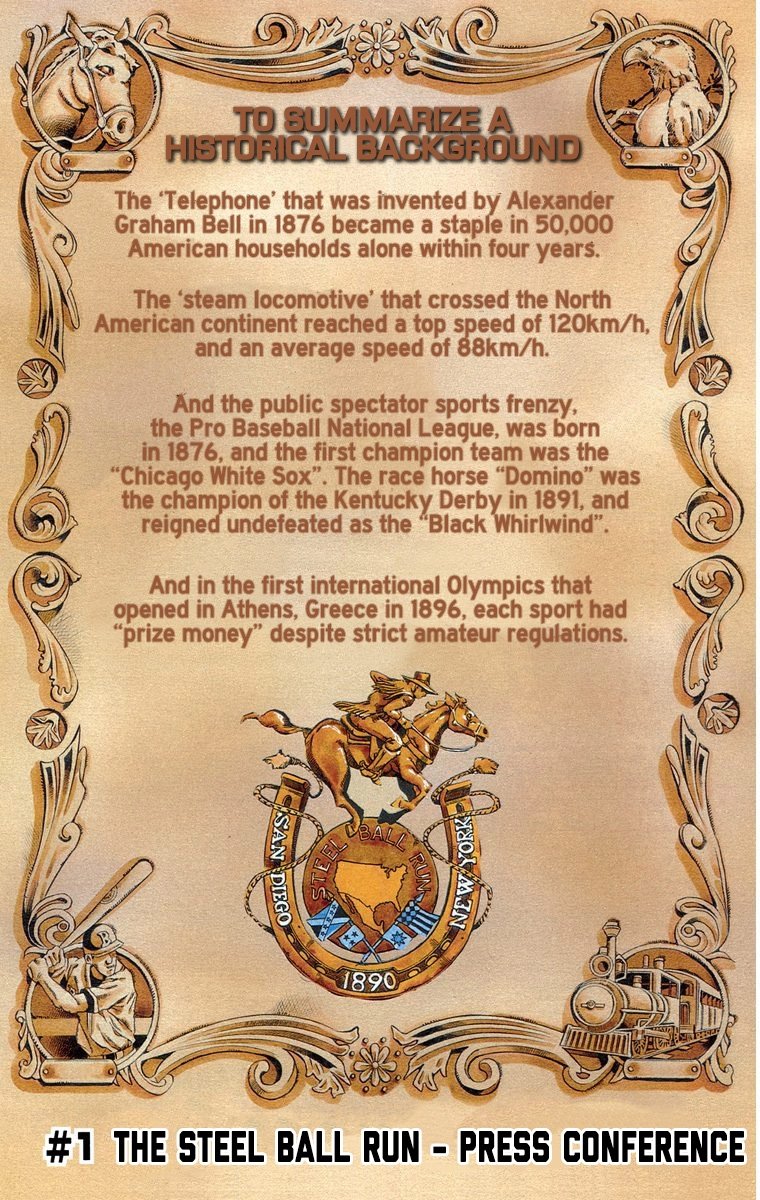 TO SUMMARIZE A
HISTORICAL BACKGROUND
The ‘Telephone’ that was invented by Alexander
Graham Bell in 1876 became a staple in 50,000
American households alone within four years.
The ‘steam locomotive’ that crossed the North
American continent reached a top speed of 120km/h,
and an average speed of 88km/h.
And the public spectator sports frenzy,
the Pro Baseball National League, was born
in 1876, and the first champion team was the
“Chicago White Sox”. The race horse “Domino” was
the champion of the Kentucky Derby in 1891, and
reigned undefeated as the “Black Whirlwind”.
And in the first international Olympics that
opened in Athens, Greece in 1896, each sport had
“prize money” despite strict amateur regulations.
STEEL BALL RUN
SAN DIEGO
NEW YORK
1890
B
#1 THE STEEL BALL RUN - PRESS CONFERENCE